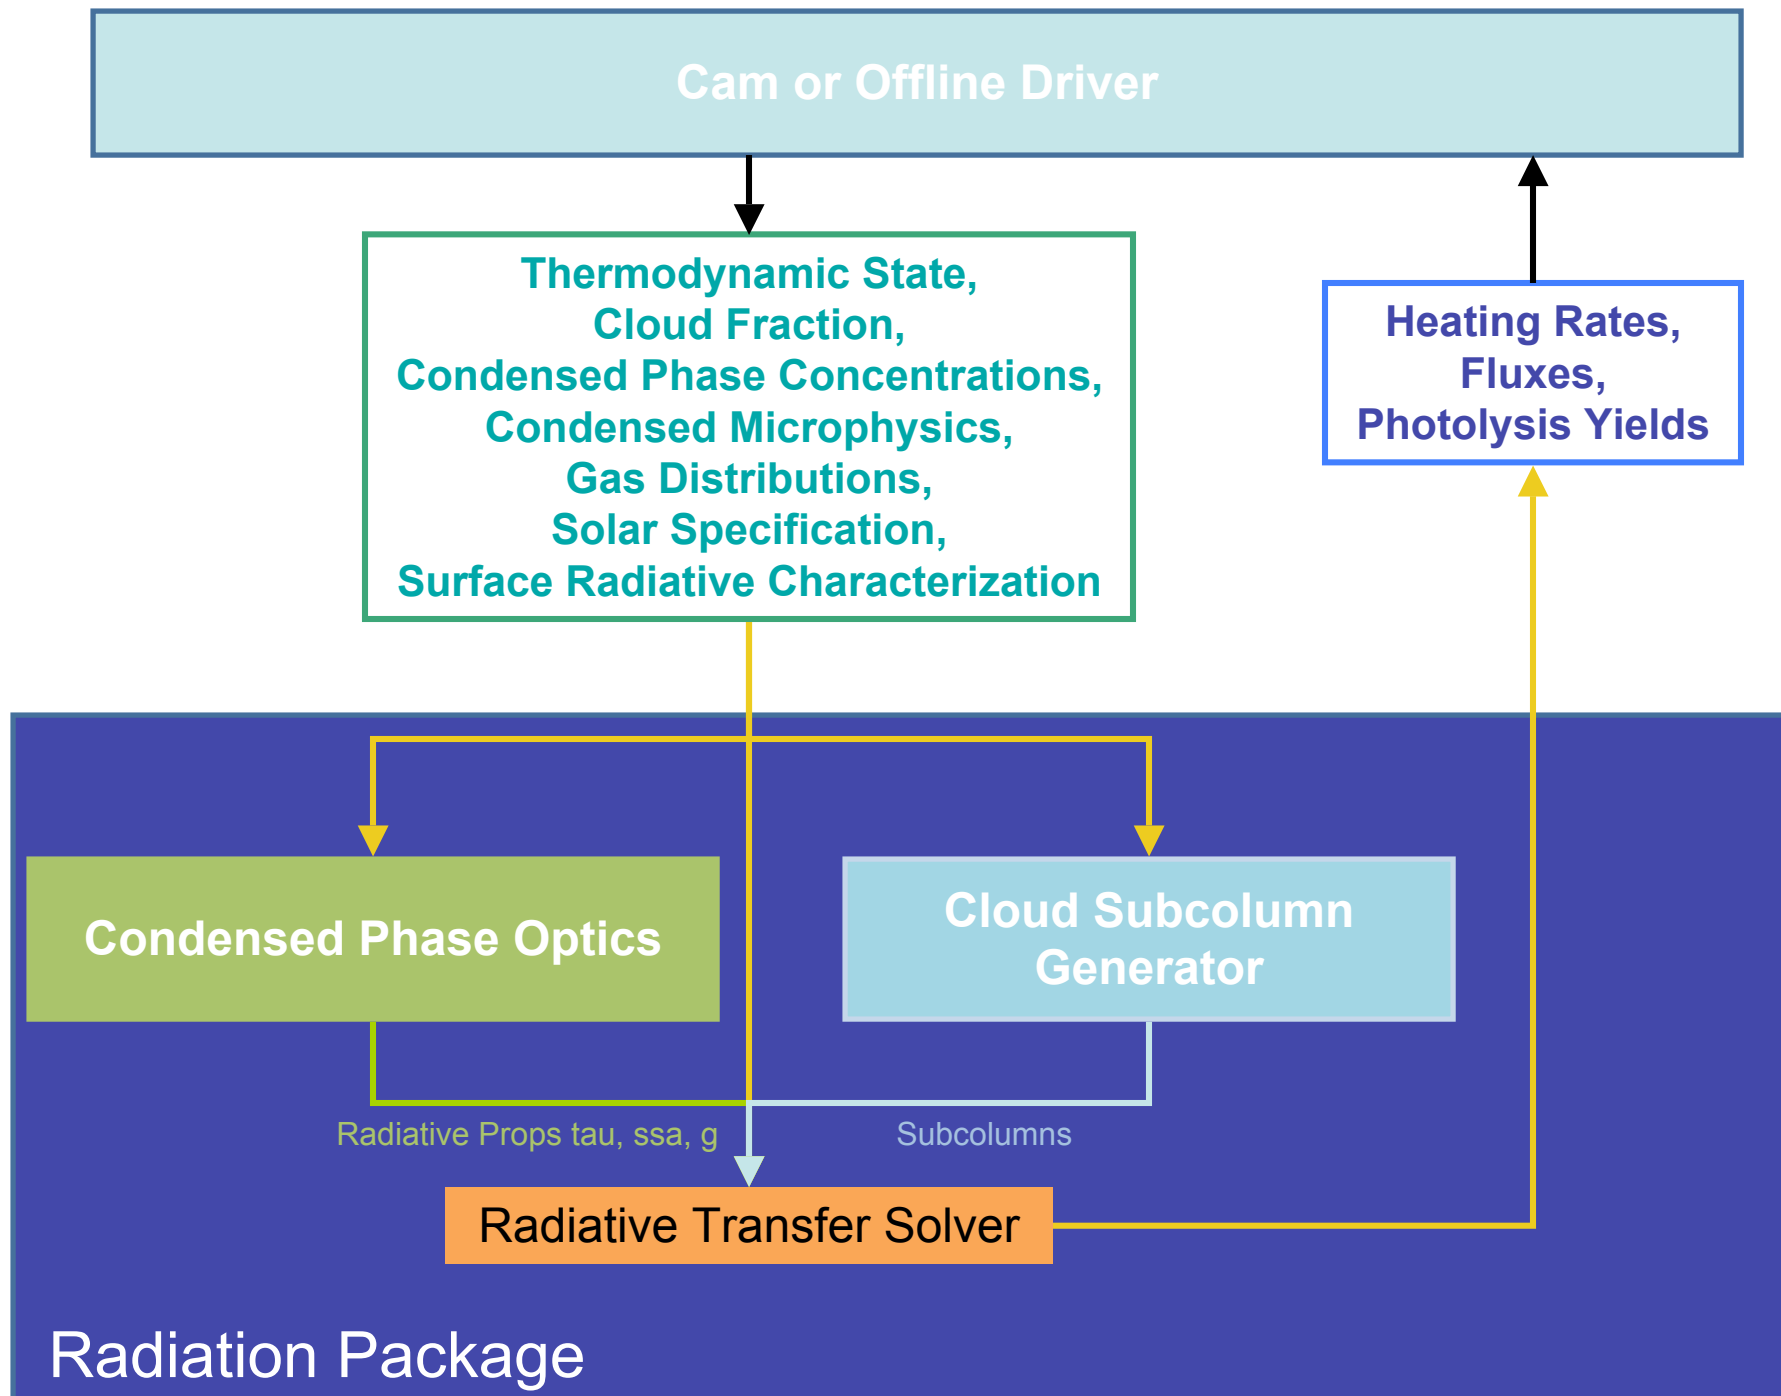 Cam or Offline Driver
Thermodynamic State,
Cloud Fraction,
Condensed Phase Concentrations,
Condensed Microphysics,
Gas Distributions,
Solar Specification,
Surface Radiative Characterization
Heating Rates,
Fluxes,
Photolysis Yields
Condensed Phase Optics
Cloud Subcolumn
Generator
Radiative Props tau, ssa, g
Subcolumns
Radiative Transfer Solver
Radiation Package